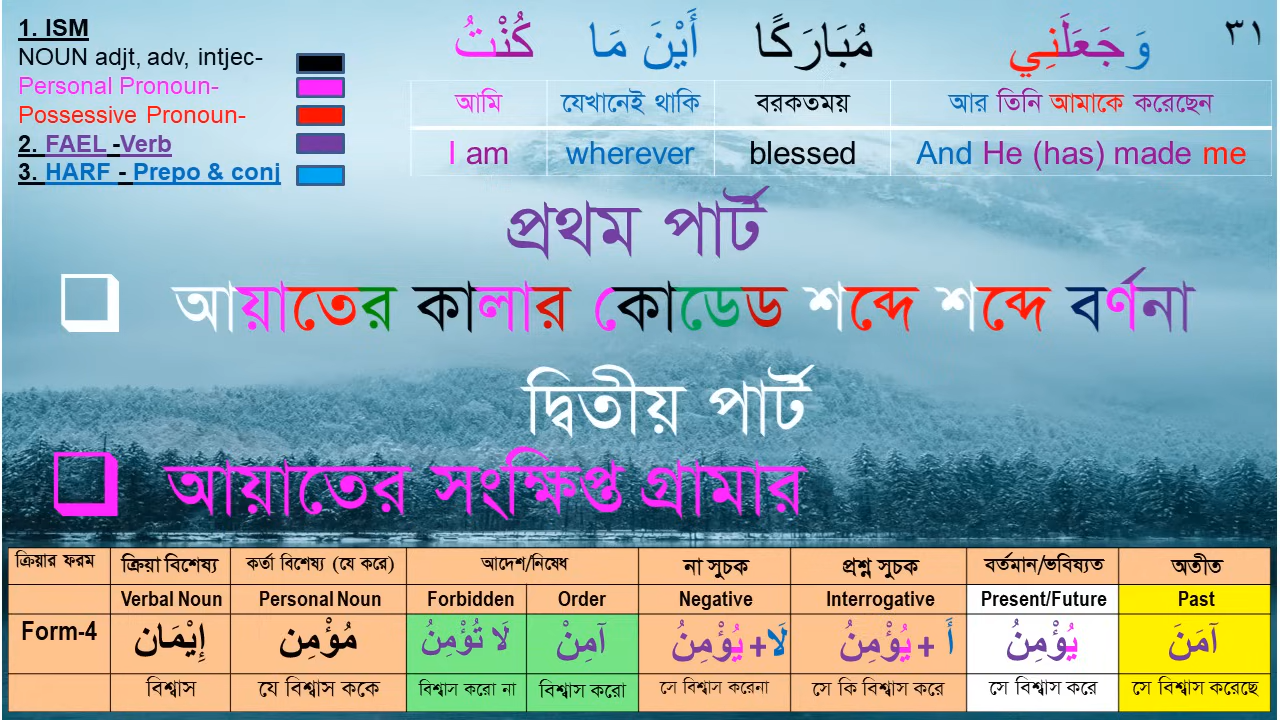 1. ISM
NOUN adjt, adv, intjec-
Personal Pronoun-
Possessive Pronoun-
2. FAEL -Verb
3. HARF - Prepo & conj
وَجَعَلَنِي مُبَارَكًا أَيْنَ مَا كُنْتُ ٣١
আমি যেখানেই থাকি বরকতময় আর তিনি আমাকে করেছেন
I am wherever blessed And He (has) made me
প্রথম পার্ট
আয়াতের কালার কোডেড শব্দে শব্দে বর্ণনা
দ্বিতীয় পার্ট
আয়াতের সংক্ষিপ্ত গ্রামার
ক্রিয়ার ফরম ক্রিয়া বিশেষ্য কর্তা বিশেষ্য (যে করে) আদেশ/নিষেধ না সুচক প্রশ্ন সুচক বর্তমান/ভবিষ্যত অতীত
Verbal Noun Personal Noun Forbidden Order Negative Interrogative Present/Future Past
Form-4 إِيْمَان مُؤْمِن لَا تُؤْمِنُ آمِنْ لَا+يُؤْمِنُ أَ +يُؤْمِنُ يُؤْمِنُ آمَنَ
বিশ্বাস যে বিশ্বাস ককে বিশ্বাস করো না বিশ্বাস করো সে বিশ্বাস করেনা সে কি বিশ্বাস করে সে বিশ্বাস করে সে বিশ্বাস করেছে